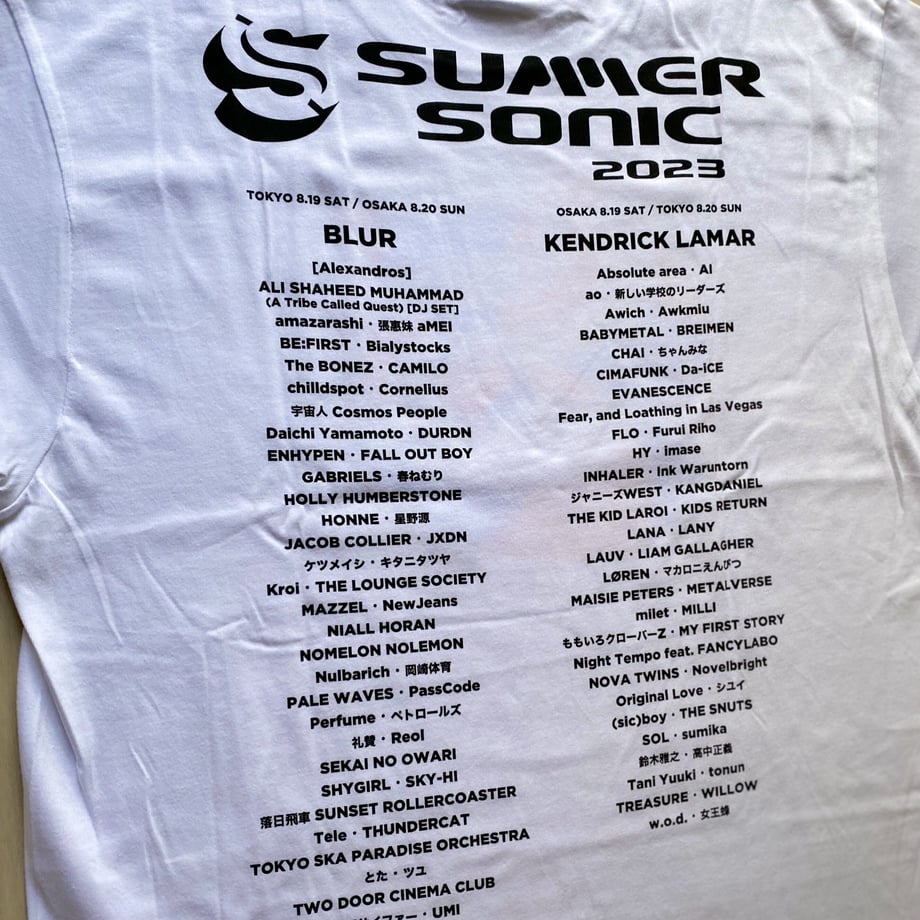 SUMMER
SONIC
2023
TOKYO 8.19 SAT / OSAKA 8.20 SUN
BLUR
[Alexandros]
ALI SHAHEED MUHAMMAD
(A Tribe Called Quest) [DJ SET]
amazarashi・張惠妹 aMEI
BE:FIRST・Bialystocks
The BONEZ・CAMILO
chilldspot・Cornelius
宇宙人 Cosmos People
Daichi Yamamoto・DURDN
ENHYPEN・FALL OUT BOY
GABRIELS・春ねむり
HOLLY HUMBERSTONE
HONNE・星野源
JACOB COLLIER・JXDN
ケツメイシ・キタニタツヤ
Kroi・THE LOUNGE SOCIETY
MAZZEL・NewJeans
NIALL HORAN
NOMELON NOLEMON
Nulbarich・岡崎体育
PALE WAVES・PassCode
Perfume・ペトロールズ
礼賛・Reol
SEKAI NO OWARI
SHYGIRL・SKY-HI
落日飛車 SUNSET ROLLERCOASTER
Tele・THUNDERCAT
TOKYO SKA PARADISE ORCHESTRA
とた・ツユ
TWO DOOR CINEMA CLUB
UMI
OSAKA 8.19 SAT / TOKYO 8.20 SUN
KENDRICK LAMAR
Absolute area・AI
ao・新しい学校のリーダーズ
Awich・Awkmiu
BABYMETAL・BREIMEN
CHAI・ちゃんみな
CIMAFUNK・Da-iCE
EVANESCENCE
Fear, and Loathing in Las Vegas
FLO・Furui Riho
HY・imase
INHALER・Ink Waruntorn
ジャニーズWEST・KANGDANIEL
THE KID LAROI・KIDS RETURN
LANA・LANY
LAUV・LIAM GALLAGHER
LØREN・マカロニえんぴつ
MAISIE PETERS・METALVERSE
milet・MILLI
ももいろクローバーZ・MY FIRST STORY
Night Tempo feat. FANCYLABO
NOVA TWINS・Novelbright
Original Love・シユイ
(sic)boy・THE SNUTS
SOL・sumika
鈴木雅之・高中正義
Tani Yuuki・tonun
TREASURE・WILLOW
w.o.d.・女王蜂